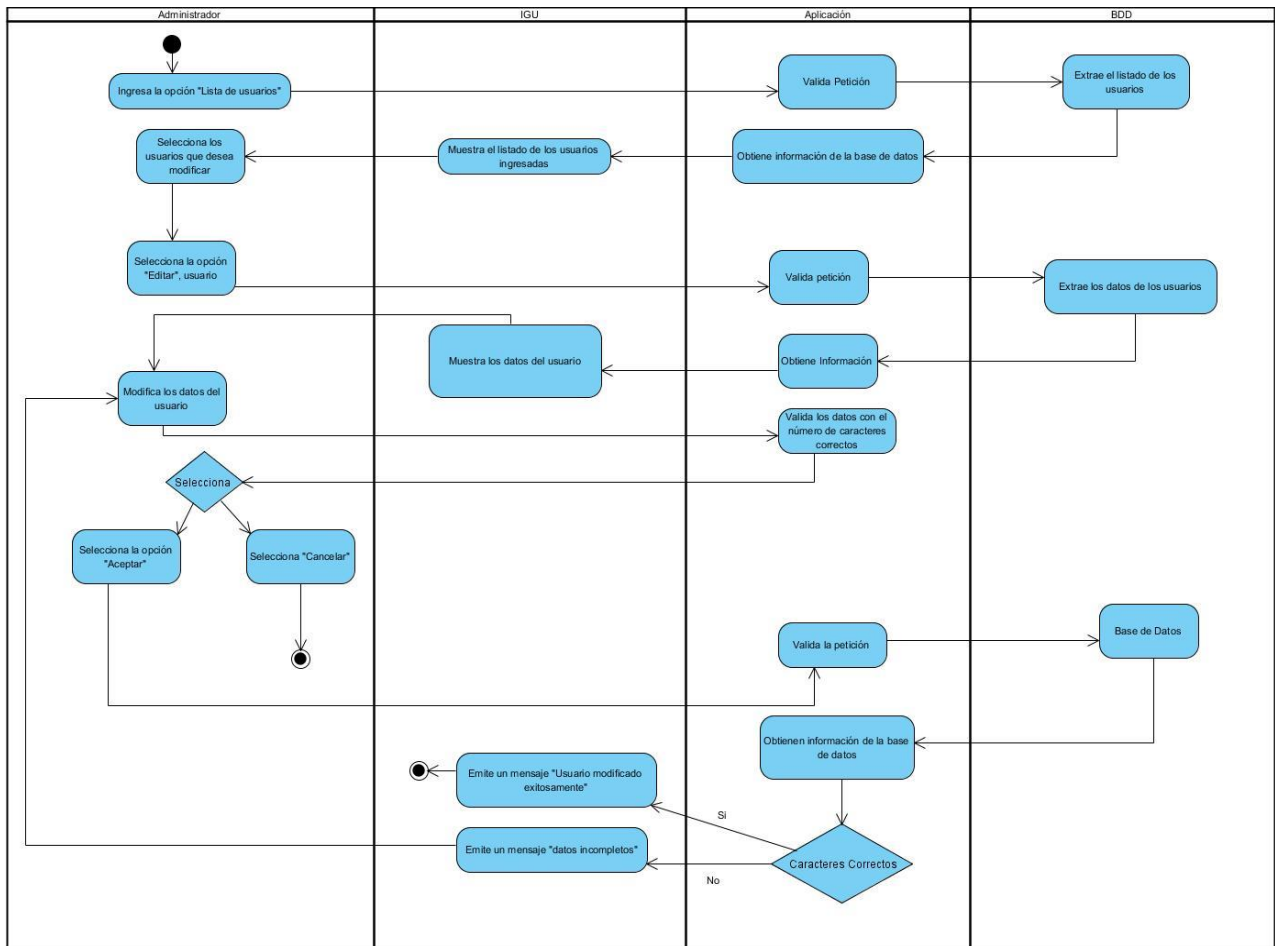 Administrador
IGU
Aplicación
BDD
Ingresa la opción "Lista de usuarios"
Valida Petición
Extrae el listado de los
usuarios
Selecciona los
usuarios que desea
modificar
Muestra el listado de los usuarios
ingresadas
Obtiene información de la base de datos
Selecciona la opción
"Editar", usuario
Valida petición
Extrae los datos de los usuarios
Muestra los datos del usuario
Obtiene Información
Modifica los datos del
usuario
Valida los datos con el
número de caracteres
correctos
Selecciona
Selecciona la opción
"Aceptar"
Selecciona "Cancelar"
Valida la petición
Base de Datos
Obtienen información de la base
de datos
Emite un mensaje "Usuario modificado
exitosamente"
Si
Emite un mensaje "datos incompletos"
No
Caracteres Correctos